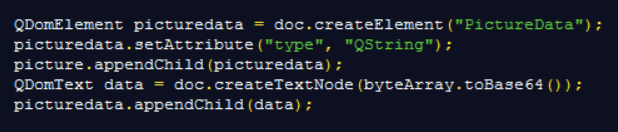 QDomElement picturedata = doc.createElement("PictureData");
picturedata.setAttribute("type", "QString");
picture.appendChild(picturedata);
QDomText data = doc.createTextNode(byteArray.toBase64());
picturedata.appendChild(data);